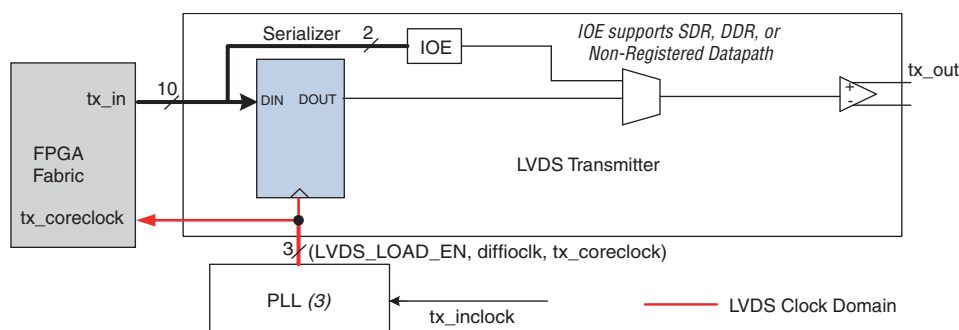 Serializer
2
IOE
IOE supports SDR, DDR, or
Non-Registered Datapath
tx_out
10
tx_in
DIN
DOUT
+
-
FPGA
Fabric
LVDS Transmitter
tx_coreclock
3
(LVDS_LOAD_EN, diffioclk, tx_coreclock)
PLL (3)
tx_inclock
LVDS Clock Domain